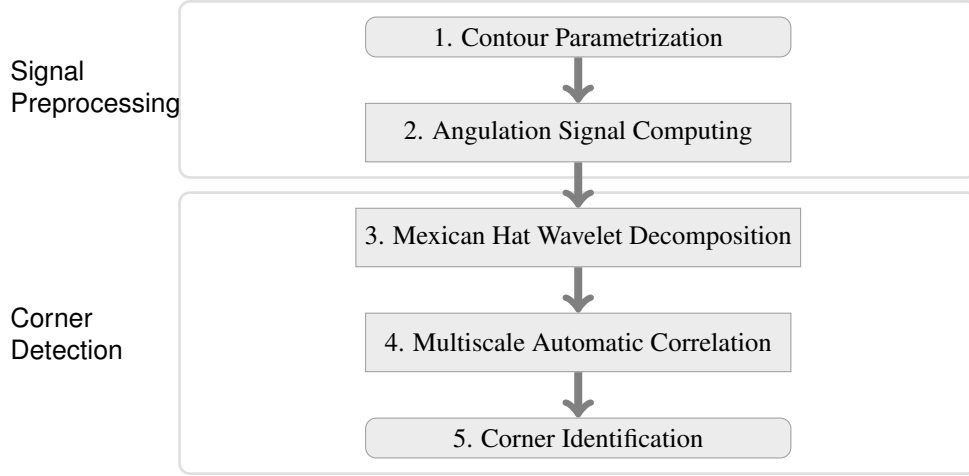 Signal
Preprocessing
1. Contour Parametrization
2. Angulation Signal Computing
Corner
Detection
3. Mexican Hat Wavelet Decomposition
4. Multiscale Automatic Correlation
5. Corner Identification